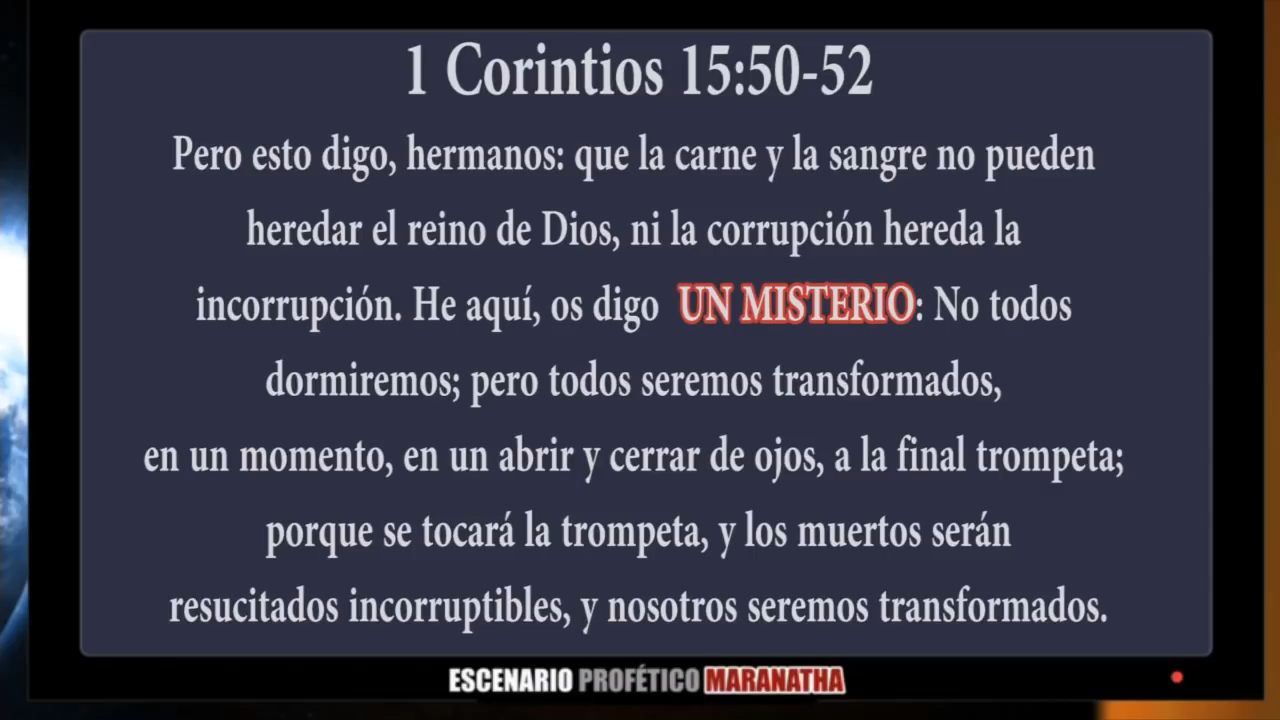 1 Corintios 15:50-52
Pero esto digo, hermanos: que la carne y la sangre no pueden
heredar el reino de Dios, ni la corrupción hereda la
incorrupción. He aquí, os digo UN MISTERIO: No todos
dormiremos; pero todos seremos transformados,
en un momento, en un abrir y cerrar de ojos, a la final trompeta;
porque se tocará la trompeta, y los muertos serán
resucitados incorruptibles, y nosotros seremos transformados.
ESCENARIO PROFÉTICO MARANATHA